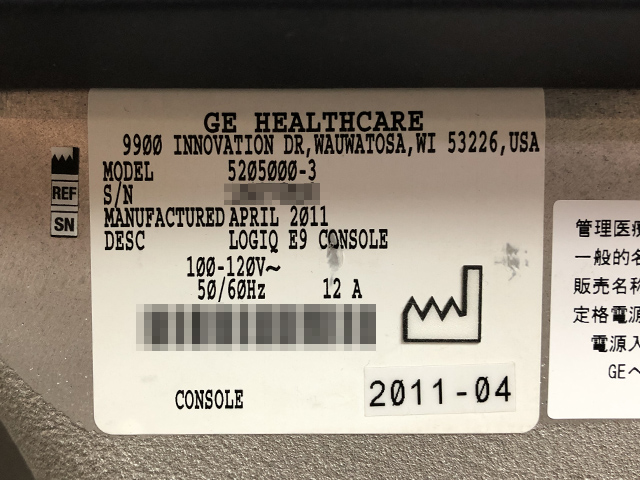 GE HEALTHCARE
9900 INNOVATION DR,WAUWATOSA,WI 53226,USA
MODEL 5205000-3
REF
S/N
SN
MANUFACTURED APRIL 2011
DESC LOGIQ E9 CONSOLE
100-120V~
50/60Hz 12 A
2011-04
CONSOLE
管理医療
一般的名
販売名称
定格電源
電源入
GEヘ